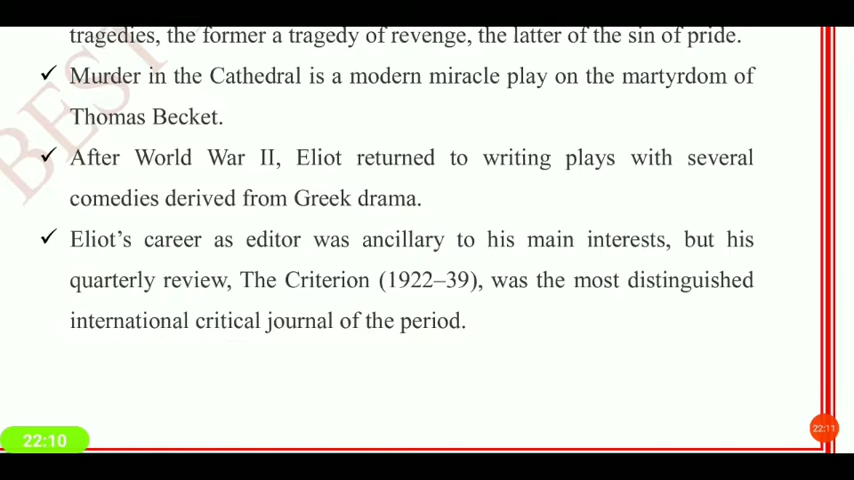 tragedies, the former a tragedy of revenge, the latter of the sin of pride.
✓ Murder in the Cathedral is a modern miracle play on the martyrdom of
Thomas Becket.
✓ After World War II, Eliot returned to writing plays with several
comedies derived from Greek drama.
✓ Eliot’s career as editor was ancillary to his main interests, but his
quarterly review, The Criterion (1922–39), was the most distinguished
international critical journal of the period.
BEST
22:10
22:11